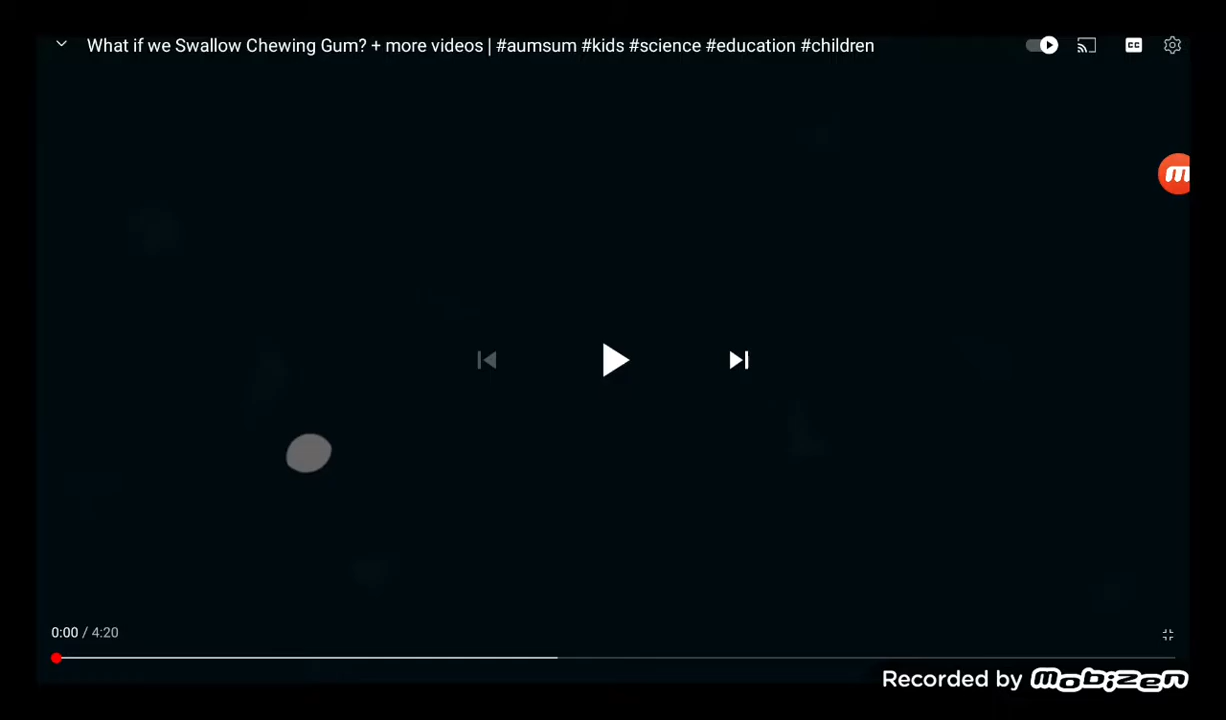 What if we Swallow Chewing Gum? + more videos | #aumsum #kids #science #education #children
CC
m
0:00 / 4:20
Recorded by mobizen